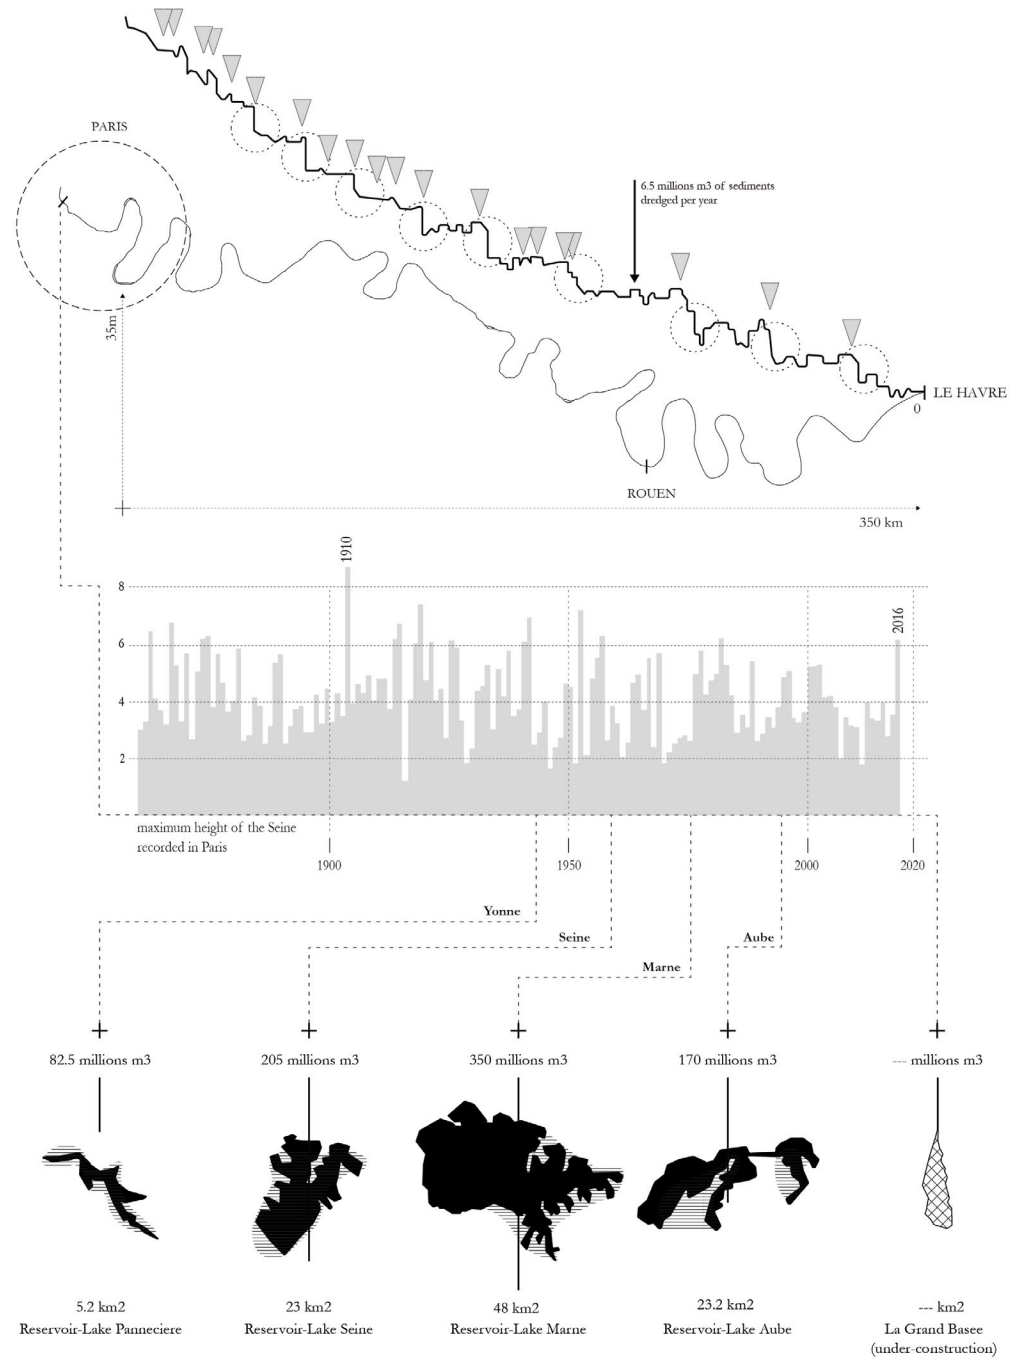 PARIS
6.5 millions m3 of sediments
dredged per year
35m
LE HAVRE
0
ROUEN
350 km
1910
8
2016
6
4
2
maximum height of the Seine
recorded in Paris
1900
1950
2000
2020
Yonne
Seine
Aube
Marne
82.5 millions m3
205 millions m3
350 millions m3
170 millions m3
--- millions m3
5.2 km2
23 km2
48 km2
23.2 km2
--- km2
Reservoir-Lake Panneciere
Reservoir-Lake Seine
Reservoir-Lake Marne
Reservoir-Lake Aube
La Grand Basee
(under-construction)